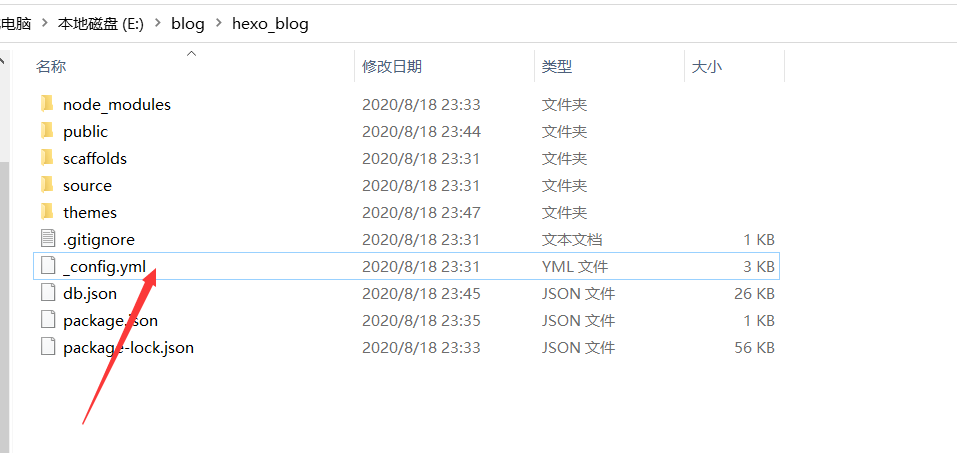 电脑 › 本地磁盘 (E:) › blog › hexo_blog
名称 修改日期 类型 大小
node_modules 2020/8/18 23:33 文件夹
public 2020/8/18 23:44 文件夹
scaffolds 2020/8/18 23:31 文件夹
source 2020/8/18 23:31 文件夹
themes 2020/8/18 23:47 文件夹
.gitignore 2020/8/18 23:31 文本文档 1 KB
_config.yml 2020/8/18 23:31 YML 文件 3 KB
db.json 2020/8/18 23:45 JSON 文件 26 KB
package.json 2020/8/18 23:35 JSON 文件 1 KB
package-lock.json 2020/8/18 23:33 JSON 文件 56 KB